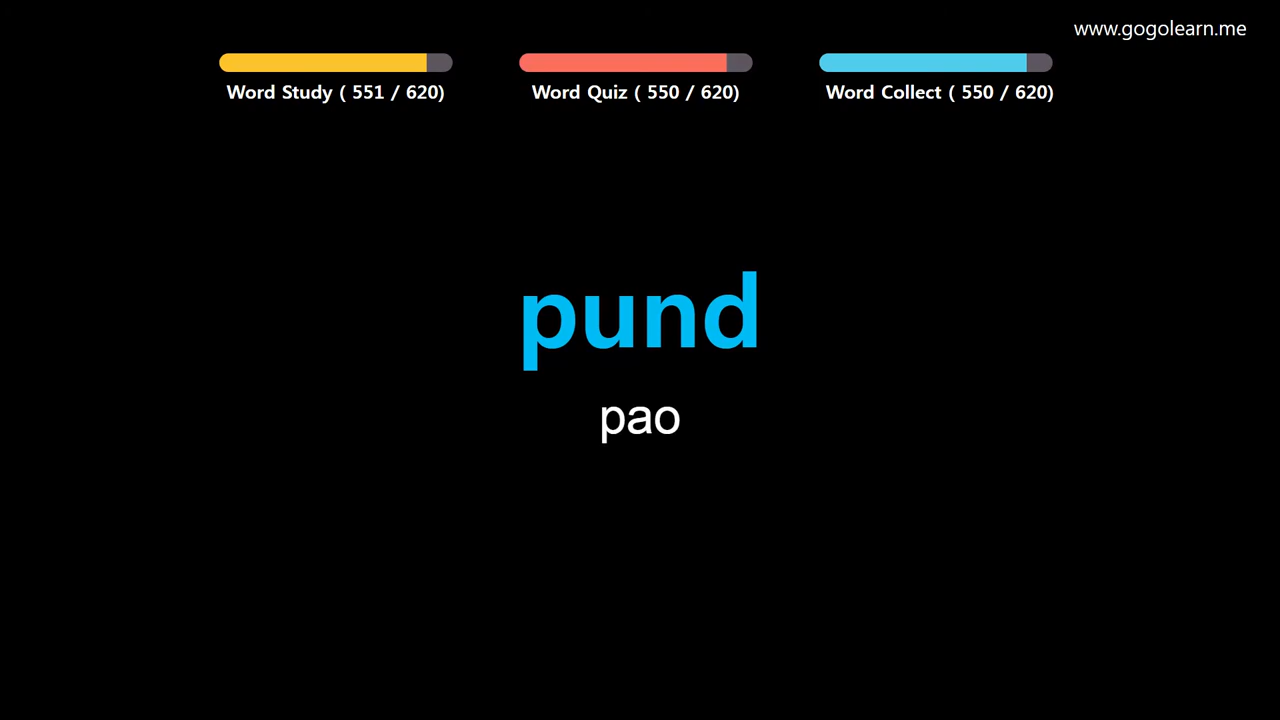 www.gogolearn.me
Word Study ( 551 / 620)
Word Quiz ( 550 / 620)
Word Collect ( 550 / 620)
pund
pao